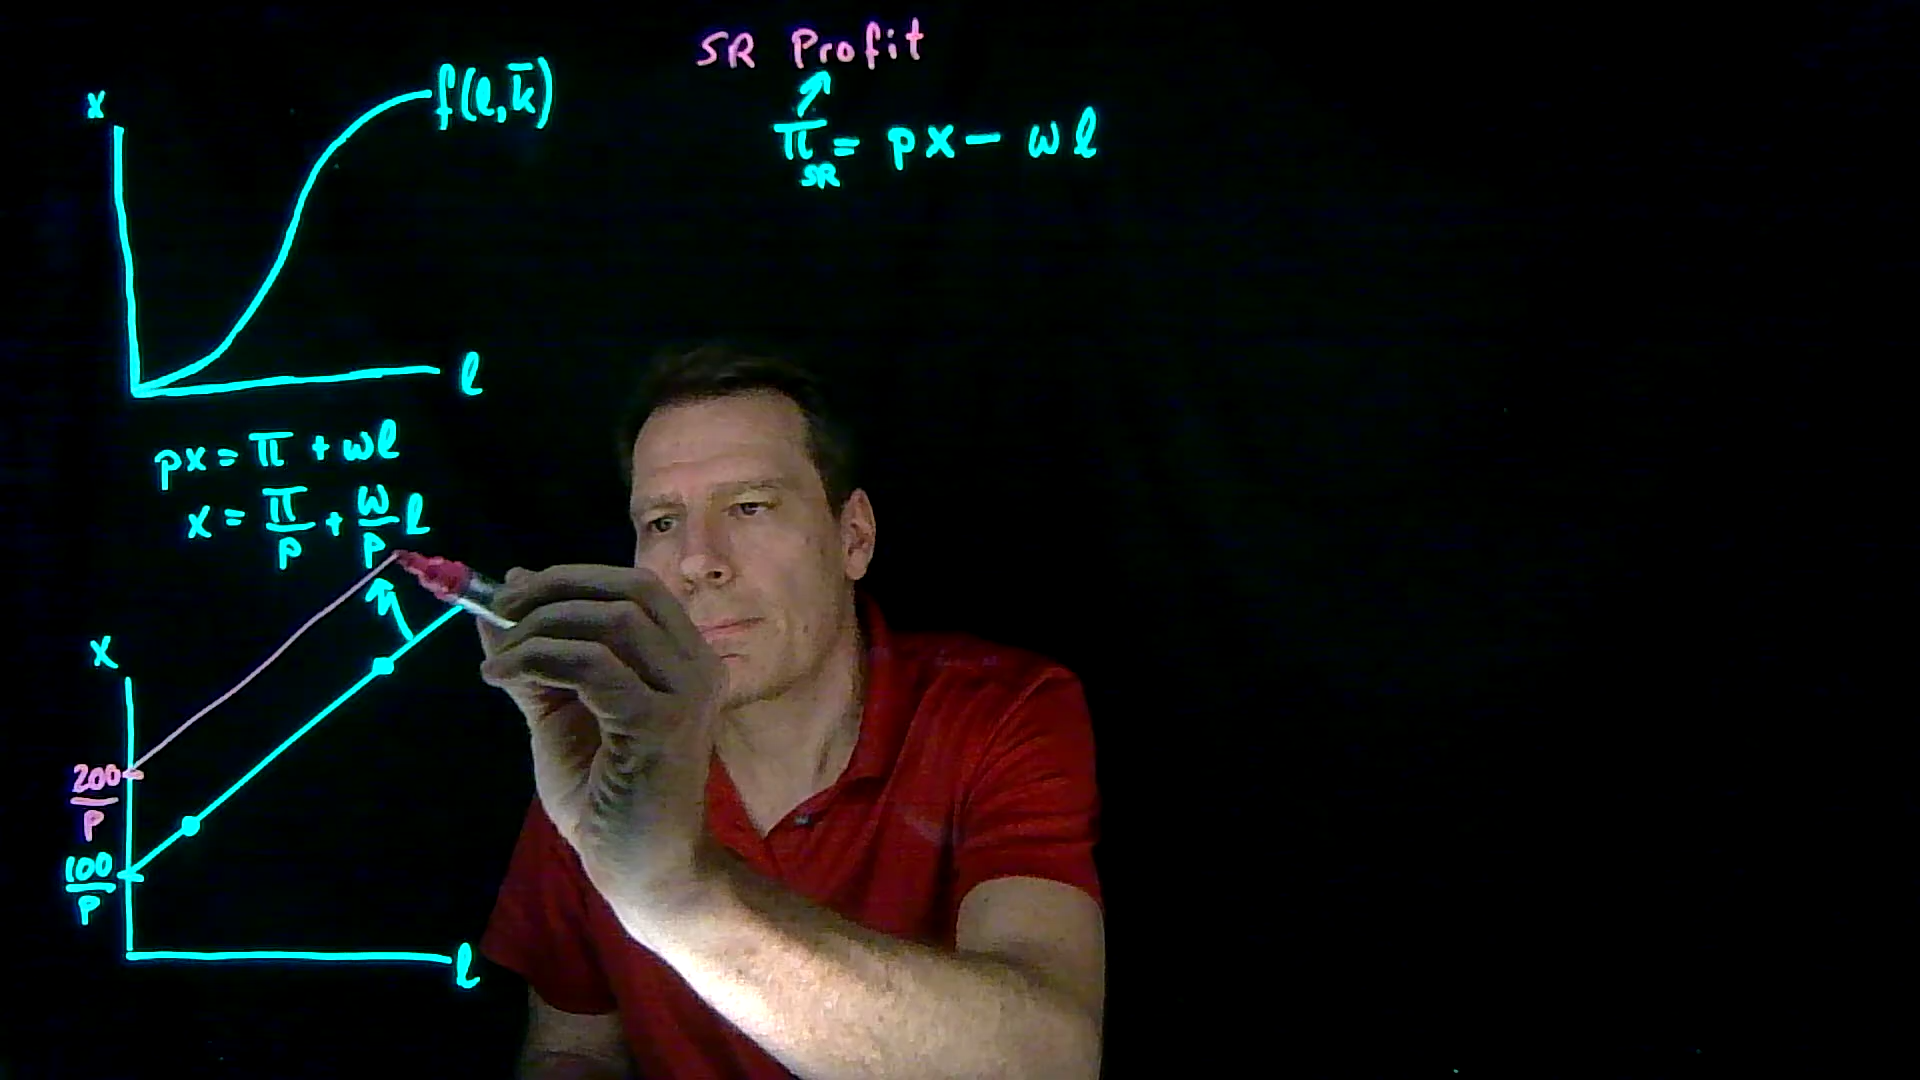 SR Profit
π_SR = px − wl
x
f(l, k̄)
l
px = π + wl
x = π/p + w/p l
x
200/p
100/p
l